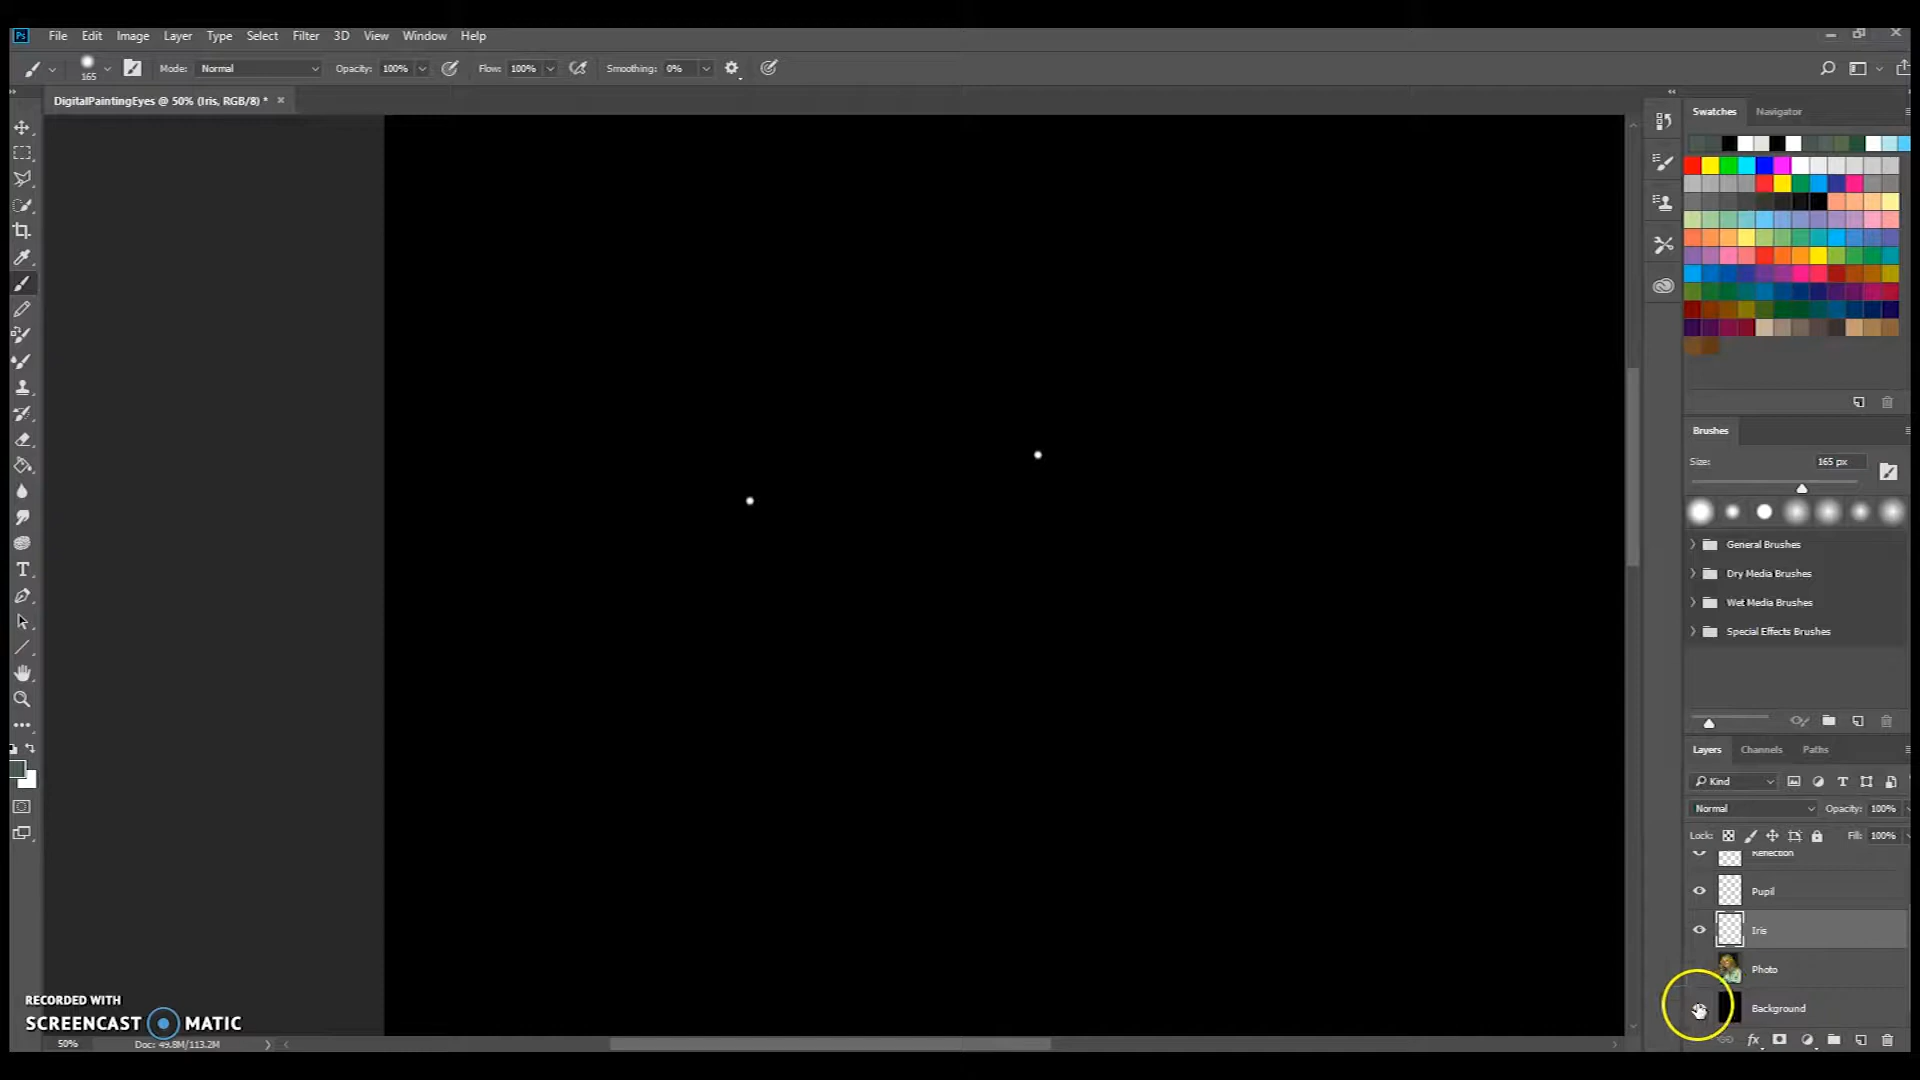 Ps File Edit Image Layer Type Select Filter 3D View Window Help
165 Mode: Normal Opacity: 100% Flow: 100% Smoothing: 0%
DigitalPaintingEyes @ 50% (Iris, RGB/8) * ×
Swatches Navigator
Brushes
Size: 165 px
General Brushes
Dry Media Brushes
Wet Media Brushes
Special Effects Brushes
Layers Channels Paths
Kind
Normal Opacity: 100%
Lock: Fill: 100%
Reflection
Pupil
Iris
Photo
Background
fx
RECORDED WITH
SCREENCAST MATIC
50% Doc: 49.8M/113.2M